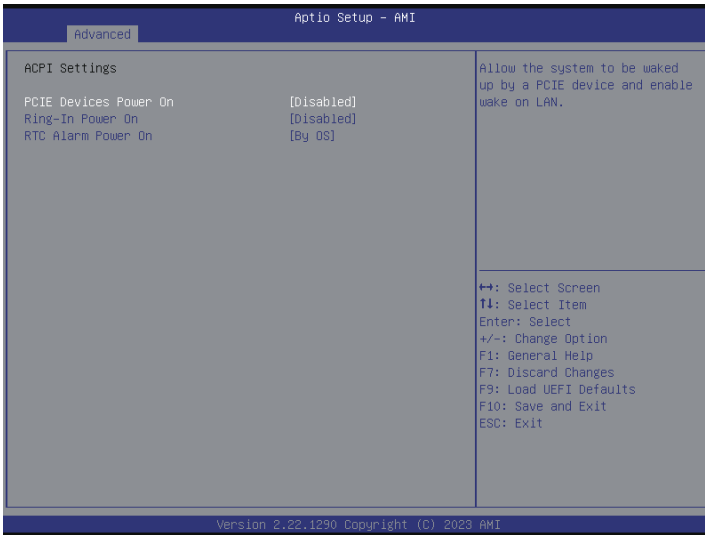 Aptio Setup – AMI
Advanced
ACPI Settings
PCIE Devices Power On [Disabled]
Ring-In Power On [Disabled]
RTC Alarm Power On [By OS]
Allow the system to be waked
up by a PCIE device and enable
wake on LAN.
↔: Select Screen
↑↓: Select Item
Enter: Select
+/-: Change Option
F1: General Help
F7: Discard Changes
F9: Load UEFI Defaults
F10: Save and Exit
ESC: Exit
Version 2.22.1290 Copyright (C) 2023 AMI